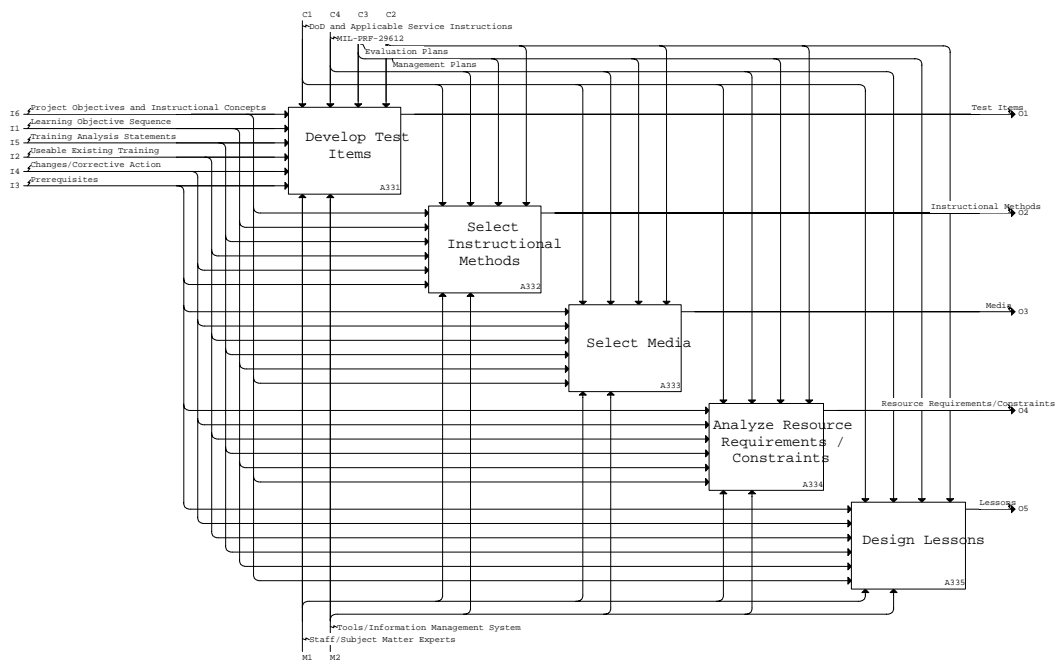 C1 C4 C3 C2
DoD and Applicable Service Instructions
MIL-PRF-29612
Evaluation Plans
Management Plans
I6 Project Objectives and Instructional Concepts
I1 Learning Objective Sequence
I5 Training Analysis Statements
I2 Useable Existing Training
I4 Changes/Corrective Action
I3 Prerequisites
Develop Test
Items
A331
Test Items
O1
Select
Instructional
Methods
A332
Instructional Methods
O2
Select Media
A333
Media
O3
Analyze Resource
Requirements /
Constraints
A334
Resource Requirements/Constraints
O4
Design Lessons
A335
Lessons
O5
Tools/Information Management System
Staff/Subject Matter Experts
M1 M2